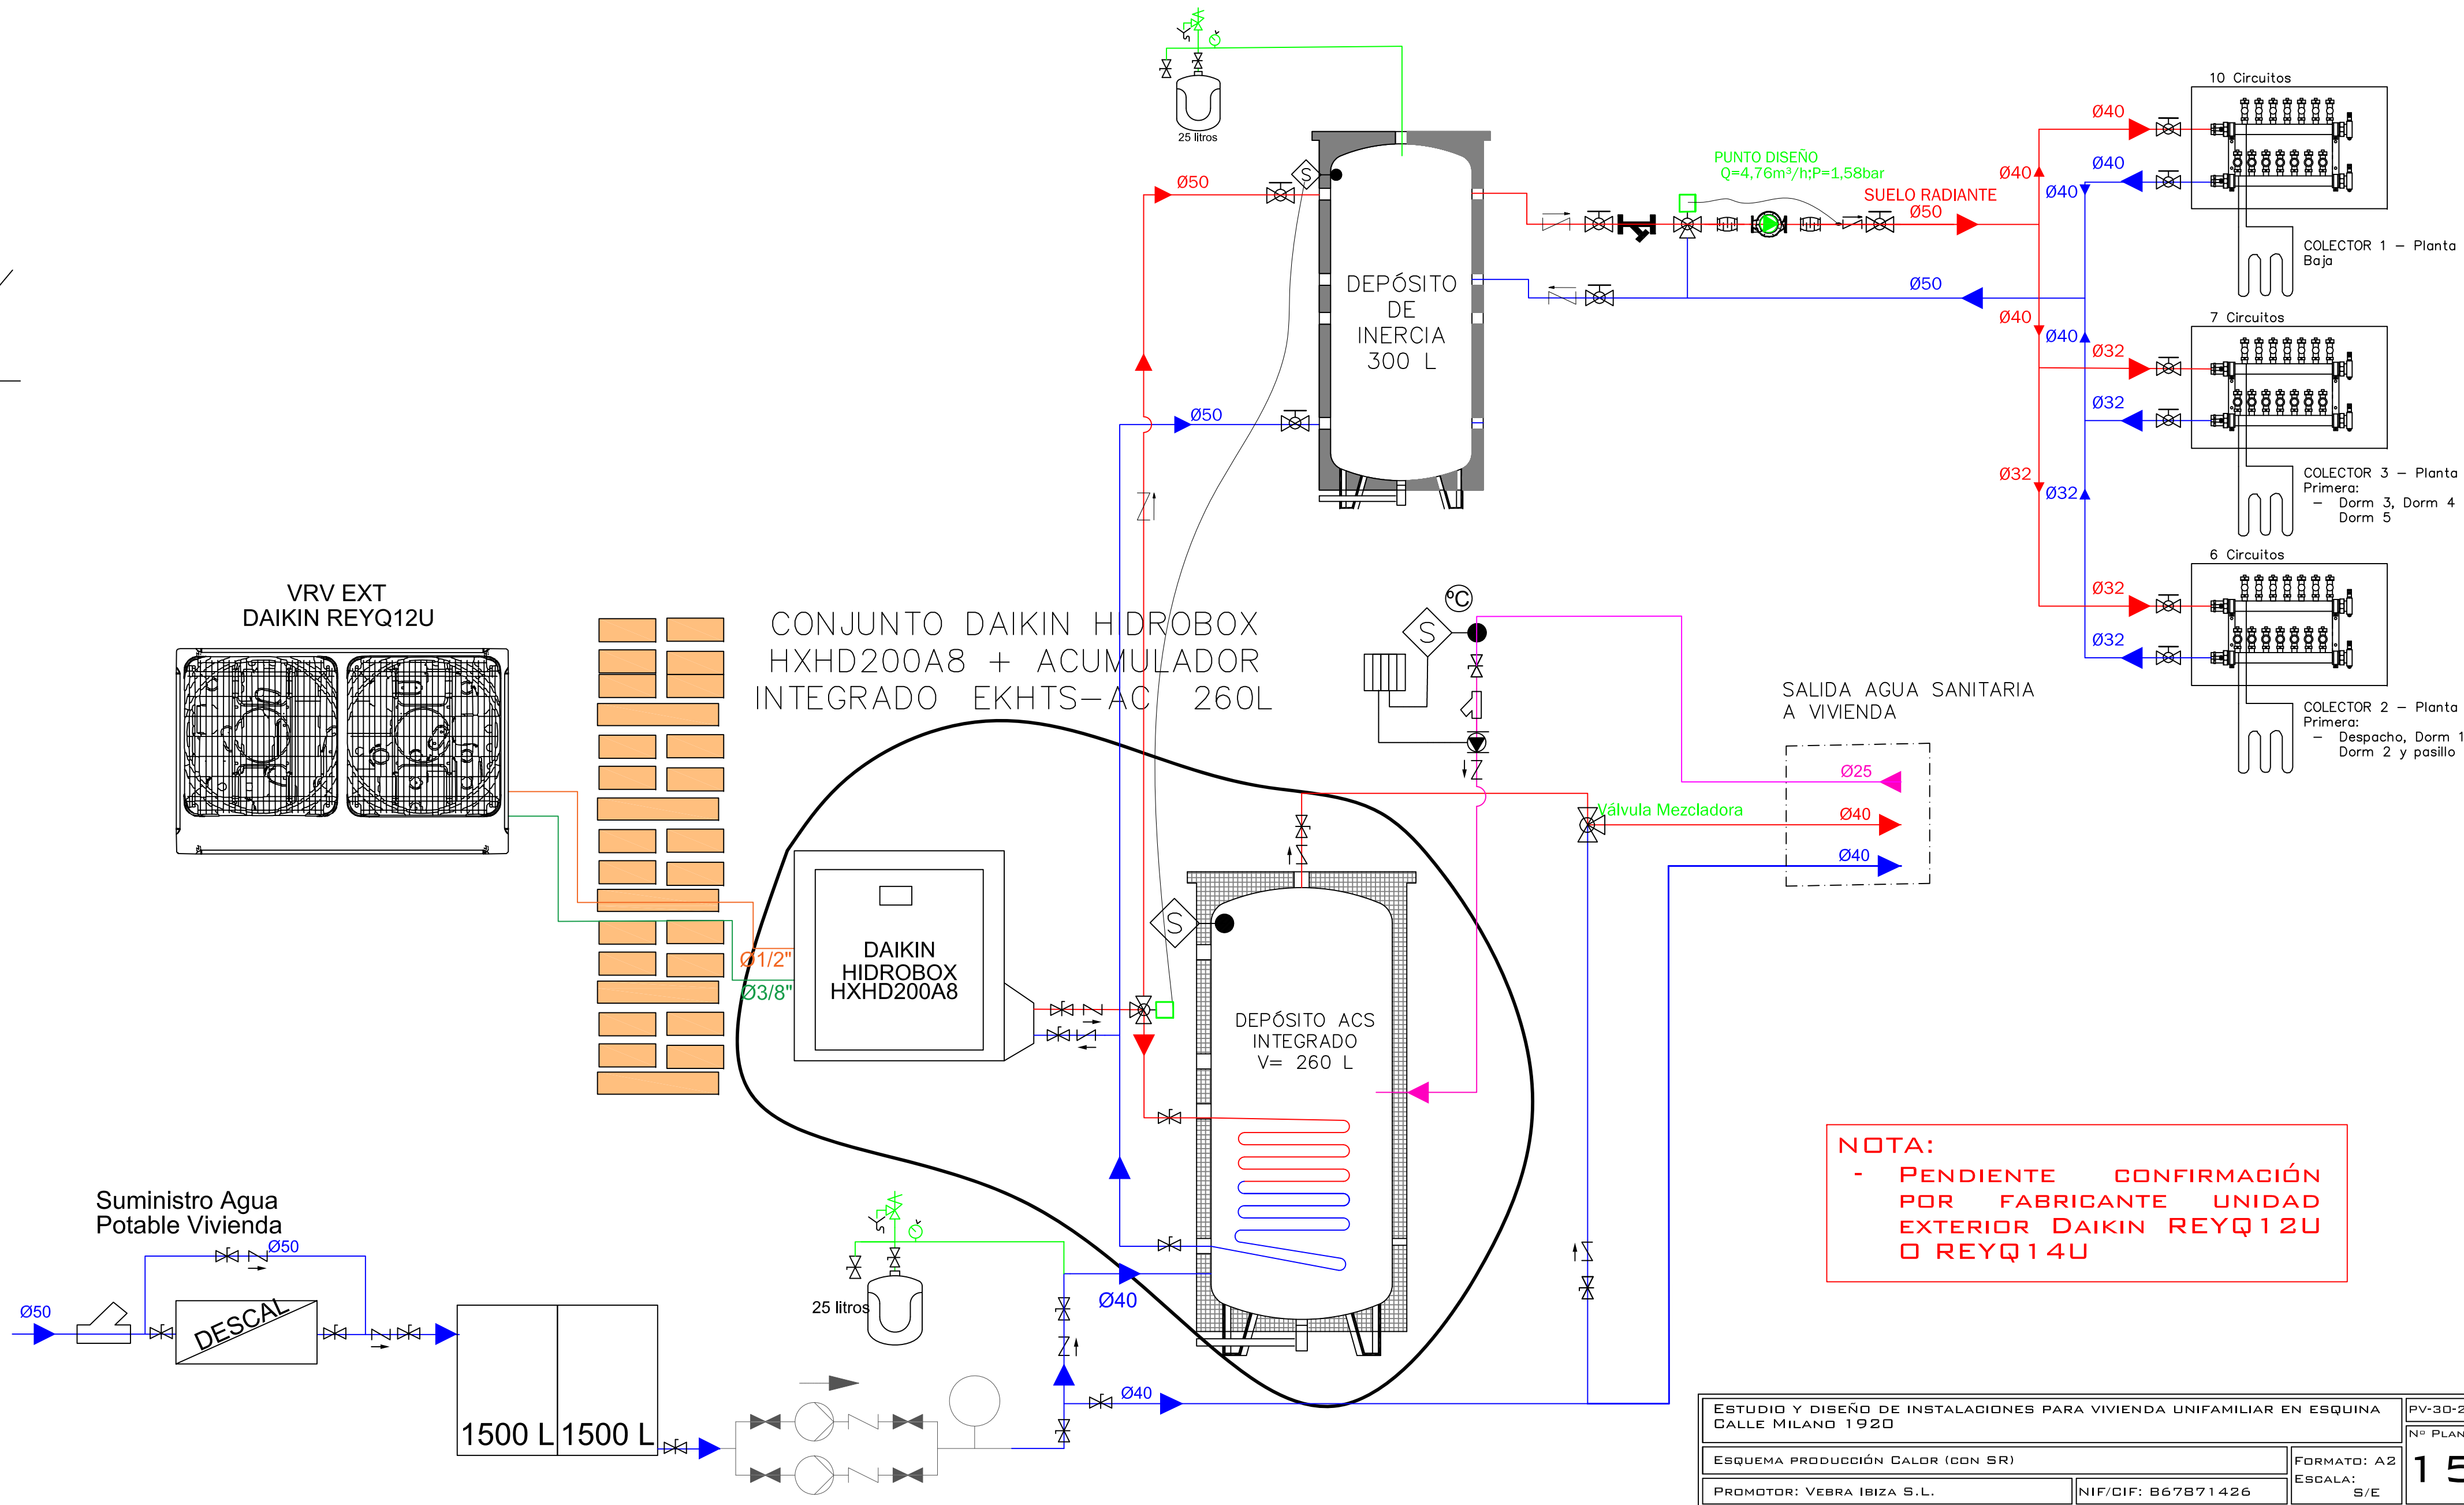 25 litros
Ø50
Ø50
S
DEPÓSITO
DE
INERCIA
300 L
PUNTO DISEÑO
Q=4,76m³/h;P=1,58bar
SUELO RADIANTE
Ø50
Ø50
Ø40
Ø40
Ø40
Ø40
Ø32
Ø32
Ø40
Ø40
10 Circuitos
COLECTOR 1 – Planta
Baja
Ø32
Ø32
7 Circuitos
COLECTOR 3 – Planta
Primera:
– Dorm 3, Dorm 4
Dorm 5
Ø32
Ø32
6 Circuitos
COLECTOR 2 – Planta
Primera:
– Despacho, Dorm 1
Dorm 2 y pasillo
VRV EXT
DAIKIN REYQ12U
CONJUNTO DAIKIN HIDROBOX
HXHD200A8 + ACUMULADOR
INTEGRADO EKHTS–AC 260L
ºC
S
SALIDA AGUA SANITARIA
A VIVIENDA
Ø25
Ø40
Ø40
Válvula Mezcladora
Ø1/2"
Ø3/8"
DAIKIN
HIDROBOX
HXHD200A8
S
DEPÓSITO ACS
INTEGRADO
V= 260 L
NOTA:
- PENDIENTE CONFIRMACIÓN
POR FABRICANTE UNIDAD
EXTERIOR DAIKIN REYQ12U
O REYQ14U
Suministro Agua
Potable Vivienda
Ø50
Ø50
DESCAL
1500 L
1500 L
25 litros
Ø40
Ø40
ESTUDIO Y DISEÑO DE INSTALACIONES PARA VIVIENDA UNIFAMILIAR EN ESQUINA
CALLE MILANO 1920
PV-30-2
Nº PLAN
15
ESQUEMA PRODUCCIÓN CALOR (CON SR)
FORMATO: A2
ESCALA:
S/E
PROMOTOR: VEBRA IBIZA S.L.
NIF/CIF: B67871426